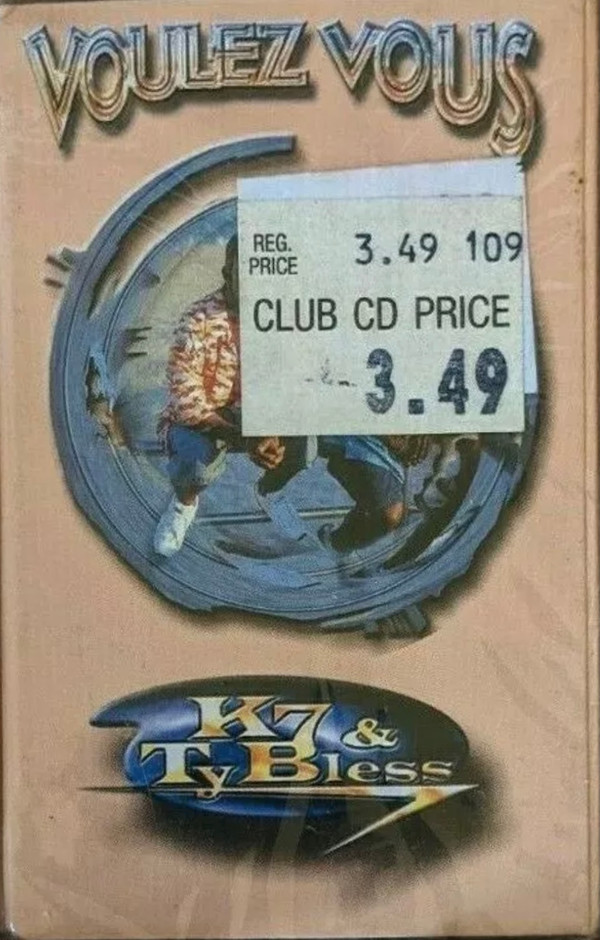 VOULEZ VOUS
REG. PRICE 3.49 109
CLUB CD PRICE
3.49
K7 &
Ty Bless